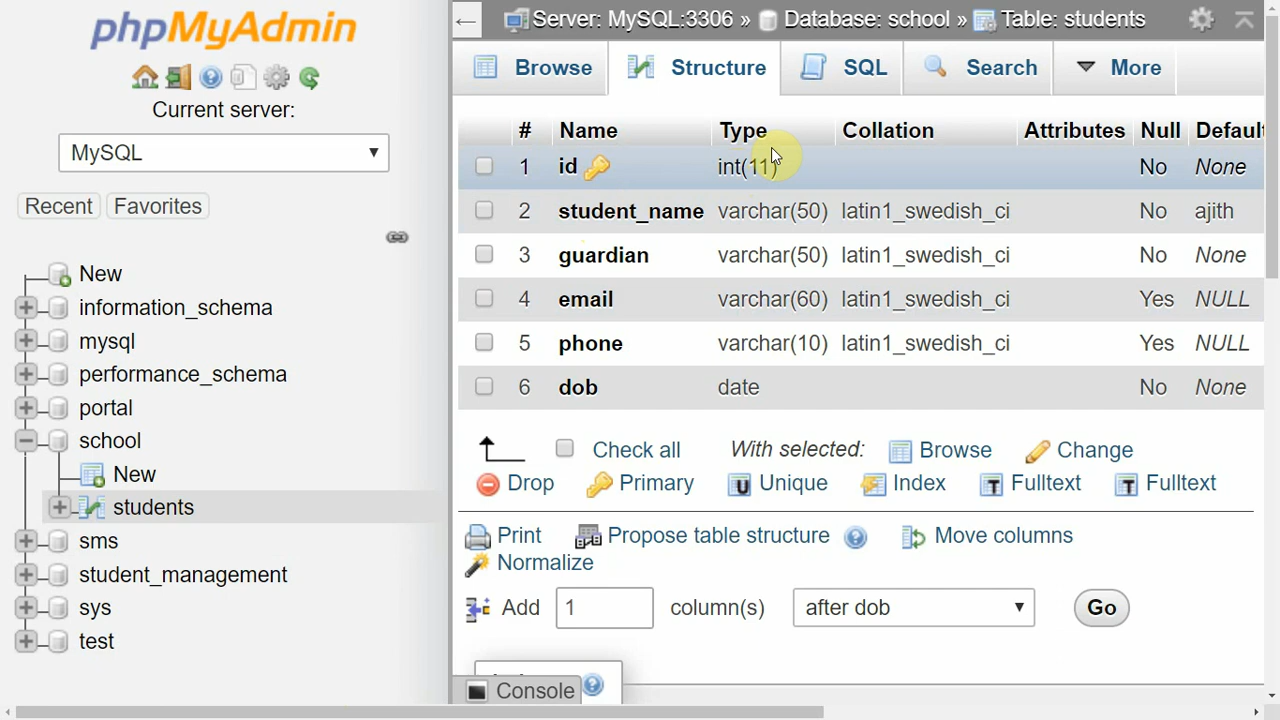 phpMyAdmin
Current server:
MySQL
Recent Favorites
New
information_schema
mysql
performance_schema
portal
school
New
students
sms
student_management
sys
test
Server: MySQL:3306 » Database: school » Table: students
Browse Structure SQL Search More
# Name Type Collation Attributes Null Default
1 id int(11) No None
2 student_name varchar(50) latin1_swedish_ci No ajith
3 guardian varchar(50) latin1_swedish_ci No None
4 email varchar(60) latin1_swedish_ci Yes NULL
5 phone varchar(10) latin1_swedish_ci Yes NULL
6 dob date No None
Check all With selected: Browse Change
Drop Primary Unique Index Fulltext Fulltext
Print Propose table structure Move columns
Normalize
Add 1 column(s) after dob Go
Console